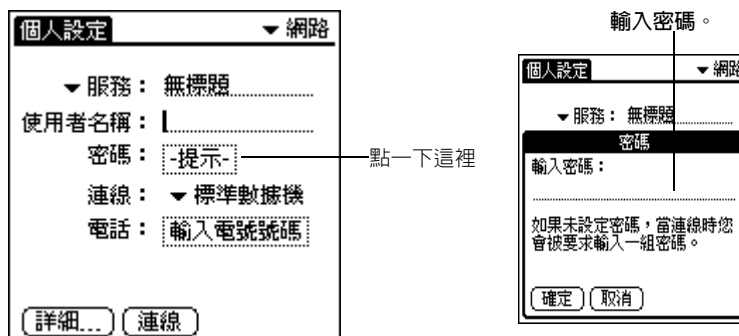 個人設定 ▼ 網路
▼ 服務： 無標題
使用者名稱：
密碼： -提示-
點一下這裡
連線： ▼ 標準數據機
電話： 輸入電號號碼
詳細... 連線
輸入密碼。
個人設定 ▼ 網路
▼ 服務： 無標題
密碼
輸入密碼：
如果未設定密碼，當連線時您
會被要求輸入一組密碼。
確定 取消